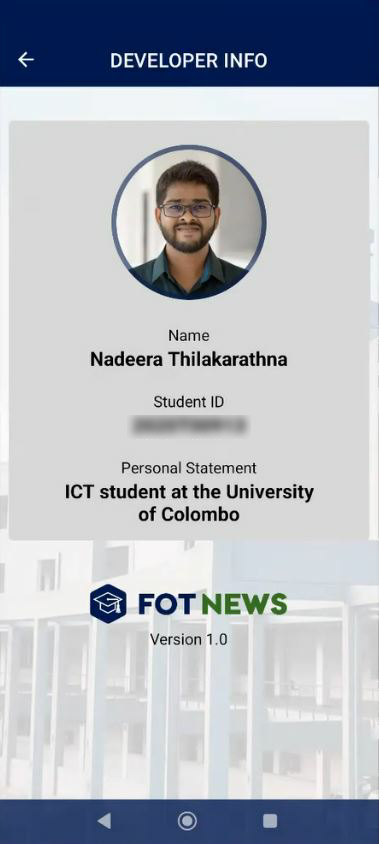 DEVELOPER INFO
Name
Nadeera Thilakarathna
Student ID
Personal Statement
ICT student at the University
of Colombo
FOT NEWS
Version 1.0